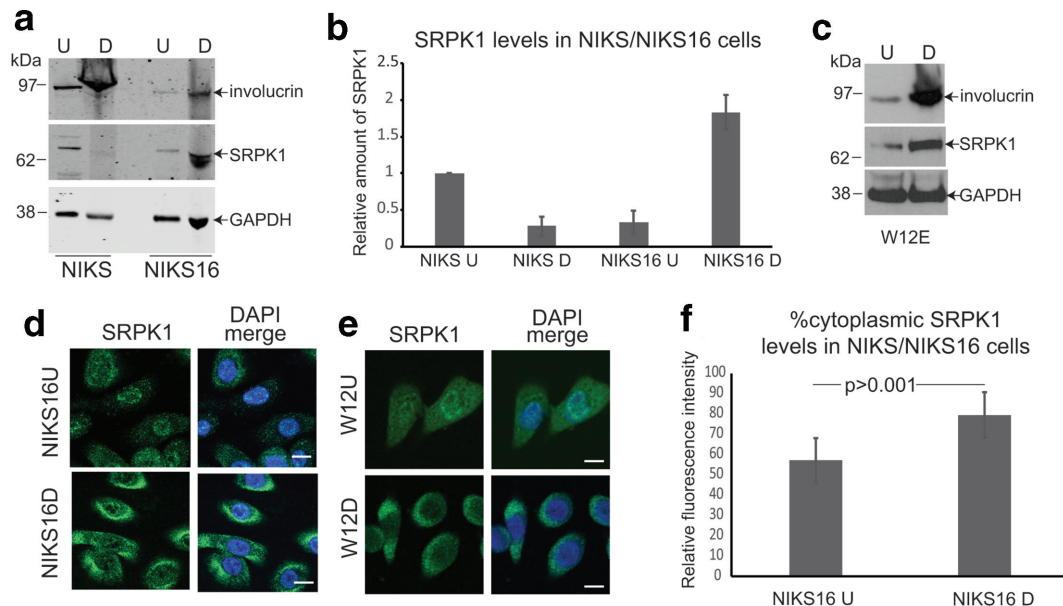 a
U D U D
kDa
97
involucrin
62
SRPK1
38
GAPDH
NIKS NIKS16
b
SRPK1 levels in NIKS/NIKS16 cells
Relative amount of SRPK1
2.5
2
1.5
1
0.5
0
NIKS U NIKS D NIKS16 U NIKS16 D
c
U D
kDa
97
involucrin
SRPK1
62
38
GAPDH
W12E
d
SRPK1
DAPI
merge
NIKS16U
NIKS16D
e
SRPK1
DAPI
merge
W12U
W12D
f
%cytoplasmic SRPK1
levels in NIKS/NIKS16 cells
Relative fluorescence intensity
100
90
80
70
60
50
40
30
20
10
0
p>0.001
NIKS16 U NIKS16 D